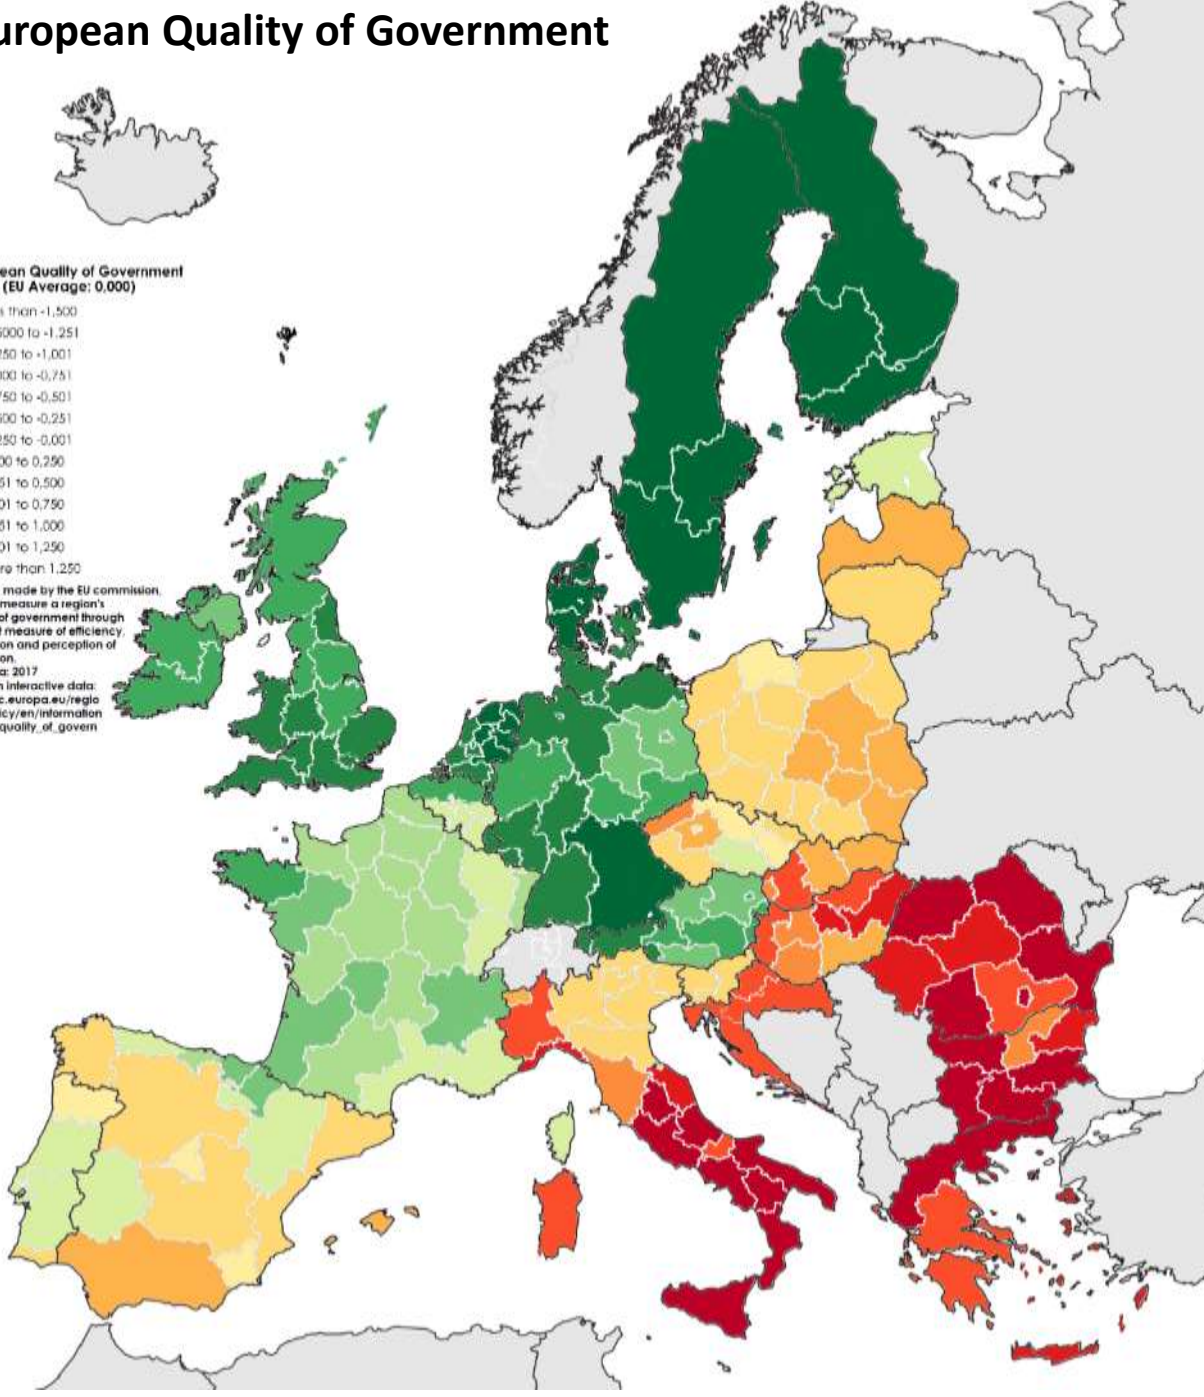 uropean Quality of Government
ean Quality of Government
(EU Average: 0,000)
s than -1,500
5000 to -1.251
250 to -1,001
000 to -0,751
750 to -0,501
500 to -0,251
250 to -0,001
00 to 0,250
51 to 0,500
01 to 0,750
51 to 1,000
01 to 1,250
re than 1.250
made by the EU commission,
measure a region's
of government through
t measure of efficiency,
on and perception of
on.
a: 2017
n interactive data:
c.europa.eu/regio
icy/en/information
quality_of_govern